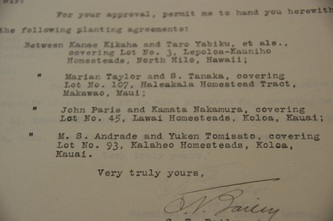 Sir:
For your approval, permit me to hand you herewith
the following planting agreements:
Between Kanae Kikaha and Taro Yabiku, et als.,
covering Lot No. 3, Lepoloa-Kauniho
Homesteads, North Hilo, Hawaii;
" Marian Taylor and S. Tanaka, covering
Lot No. 107, Haleakala Homestead Tract,
Makawao, Maui;
" John Paris and Kamata Nakamura, covering
Lot No. 45, Lawai Homesteads, Koloa, Kauai;
" M. S. Andrade and Yuken Tomisato, covering
Lot No. 93, Kalaheo Homesteads, Koloa,
Kauai.
Very truly yours,